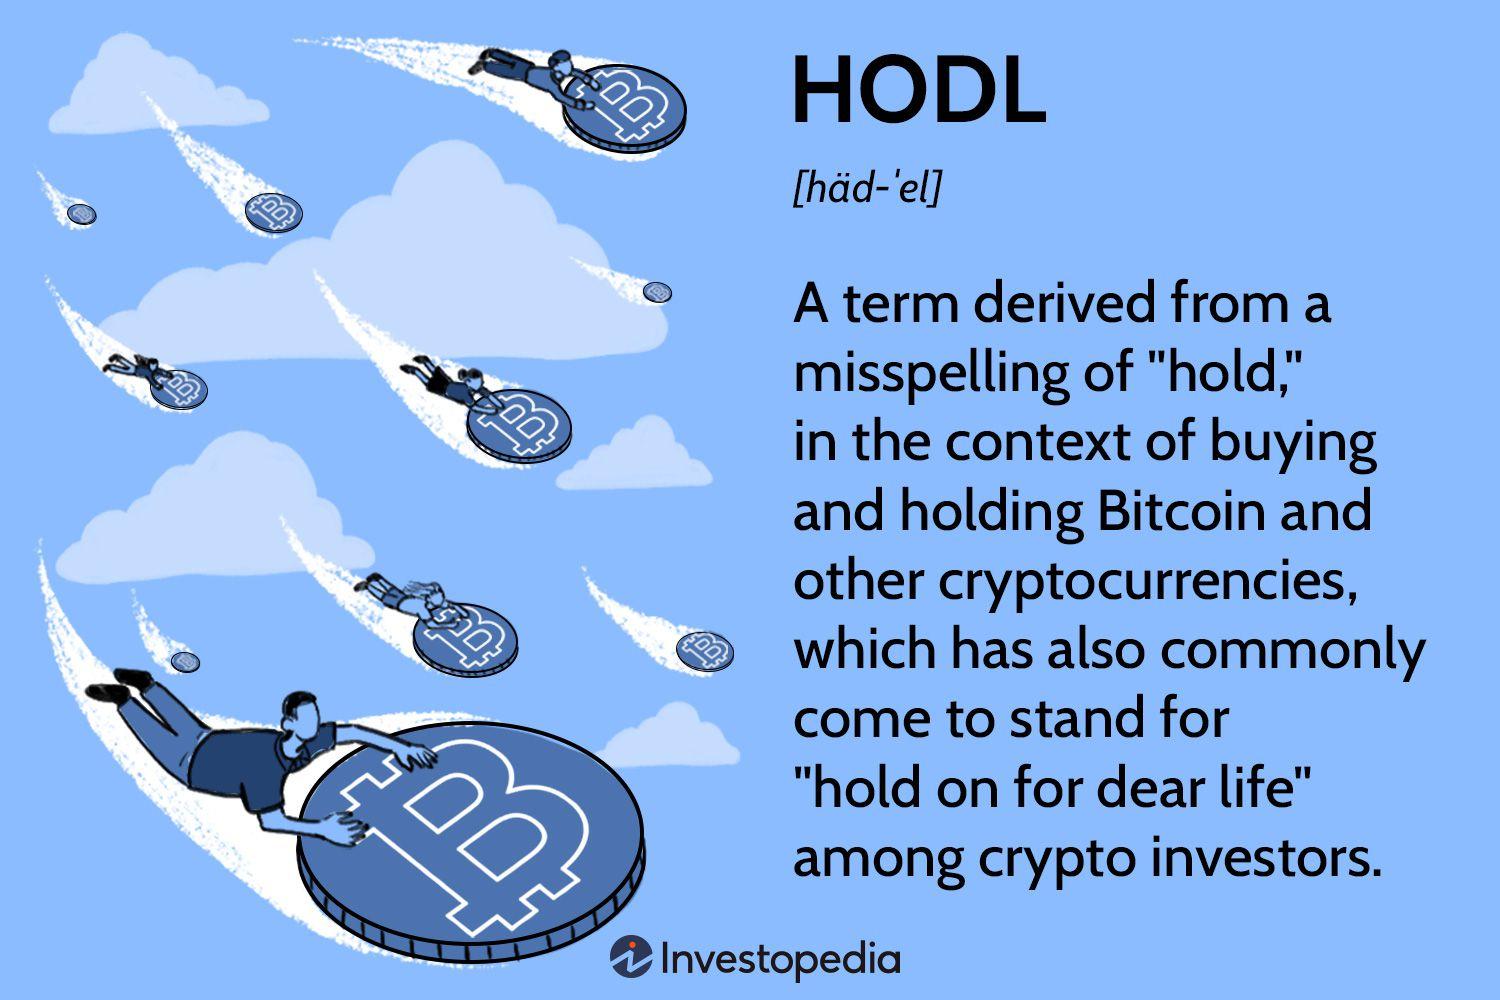 HODL
[häd-ˈel]
A term derived from a
misspelling of "hold,"
in the context of buying
and holding Bitcoin and
other cryptocurrencies,
which has also commonly
come to stand for
"hold on for dear life"
among crypto investors.
Investopedia